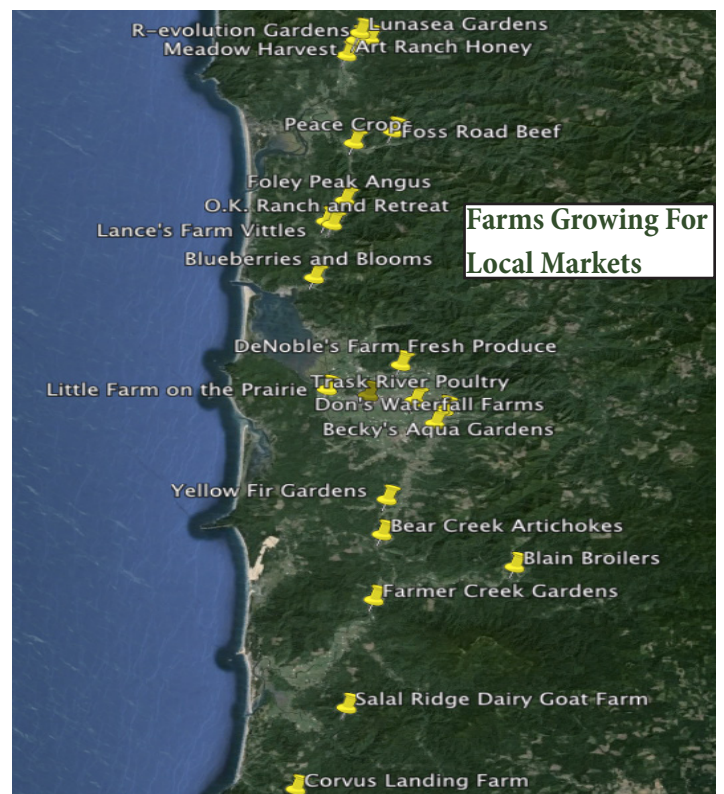 R-evolution Gardens
Lunasea Gardens
Meadow Harvest
Art Ranch Honey
Peace Crops
Foss Road Beef
Foley Peak Angus
O.K. Ranch and Retreat
Lance's Farm Vittles
Farms Growing For
Local Markets
Blueberries and Blooms
DeNoble's Farm Fresh Produce
Little Farm on the Prairie
Trask River Poultry
Don's Waterfall Farms
Becky's Aqua Gardens
Yellow Fir Gardens
Bear Creek Artichokes
Blain Broilers
Farmer Creek Gardens
Salal Ridge Dairy Goat Farm
Corvus Landing Farm